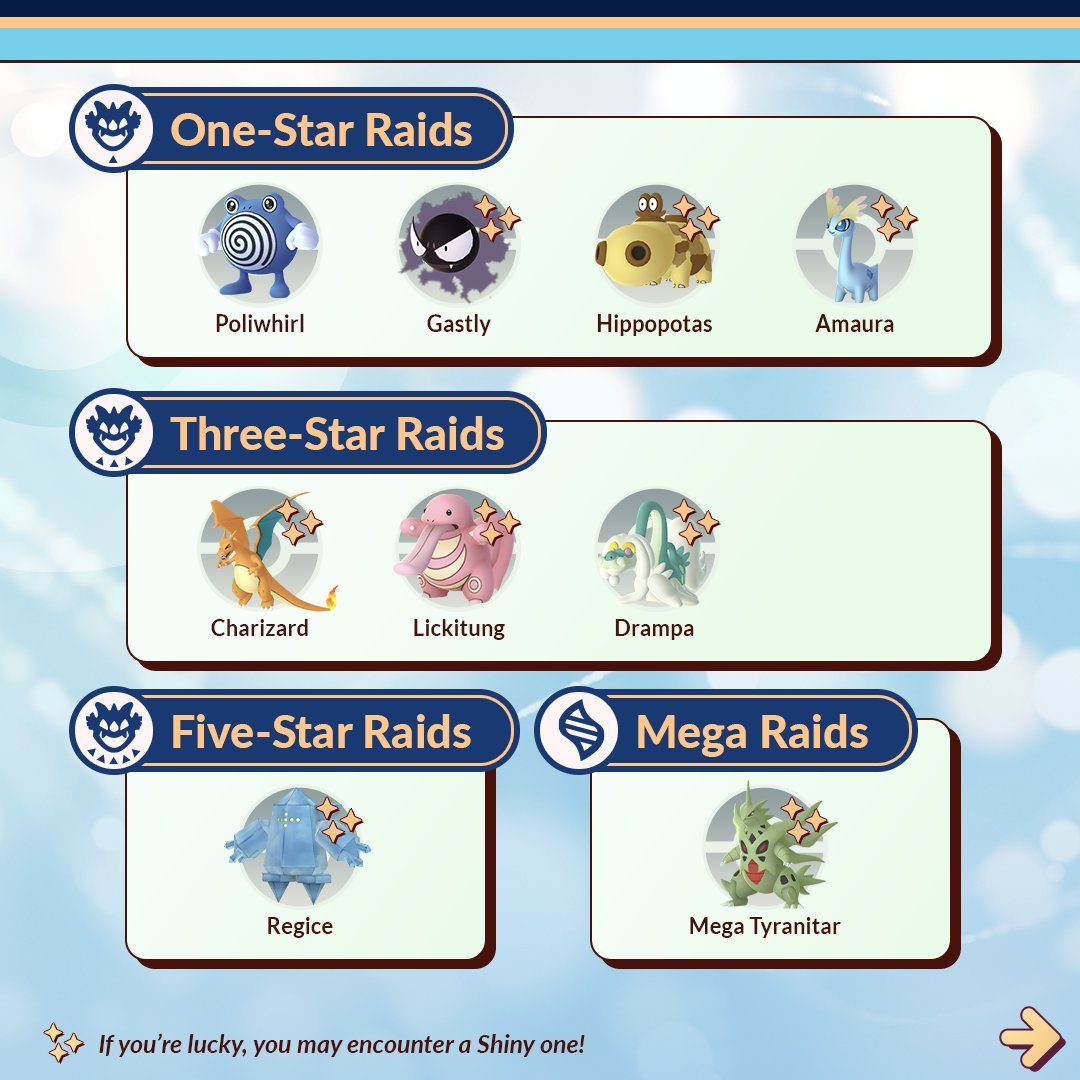 One-Star Raids
Poliwhirl
Gastly
Hippopotas
Amaura
Three-Star Raids
Charizard
Lickitung
Drampa
Five-Star Raids
Mega Raids
Regice
Mega Tyranitar
If you're lucky, you may encounter a Shiny one!